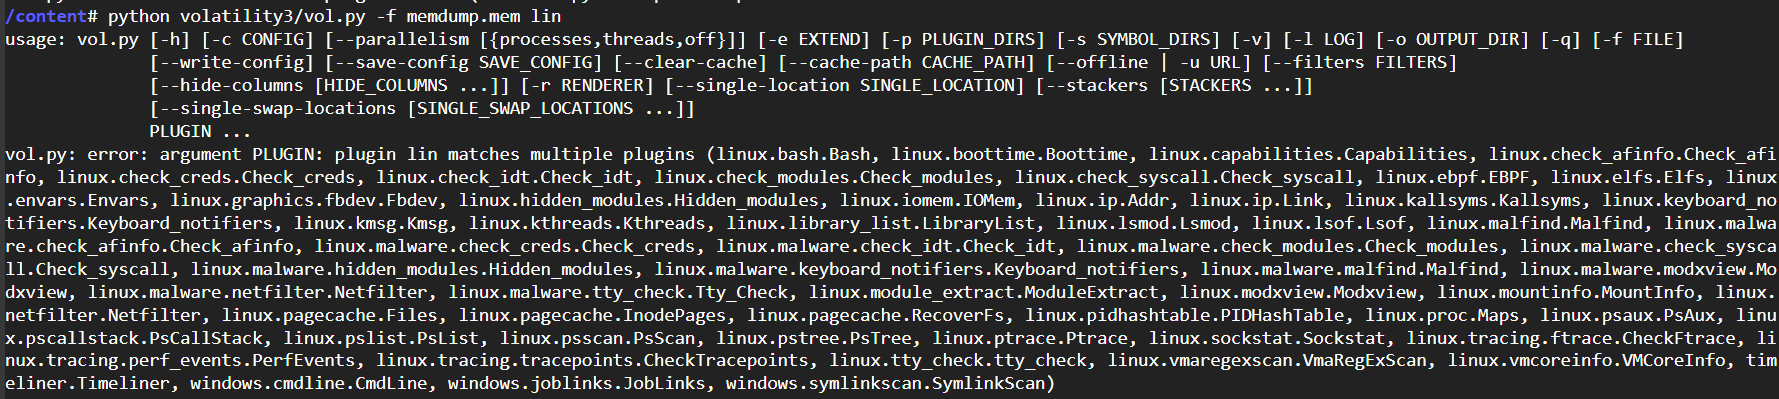 /content# python volatility3/vol.py -f memdump.mem lin
usage: vol.py [-h] [-c CONFIG] [--parallelism [{processes,threads,off}]] [-e EXTEND] [-p PLUGIN_DIRS] [-s SYMBOL_DIRS] [-v] [-l LOG] [-o OUTPUT_DIR] [-q] [-f FILE]
[--write-config] [--save-config SAVE_CONFIG] [--clear-cache] [--cache-path CACHE_PATH] [--offline | -u URL] [--filters FILTERS]
[--hide-columns [HIDE_COLUMNS ...]] [-r RENDERER] [--single-location SINGLE_LOCATION] [--stackers [STACKERS ...]]
[--single-swap-locations [SINGLE_SWAP_LOCATIONS ...]]
PLUGIN ...
vol.py: error: argument PLUGIN: plugin lin matches multiple plugins (linux.bash.Bash, linux.boottime.Boottime, linux.capabilities.Capabilities, linux.check_afinfo.Check_afi
nfo, linux.check_creds.Check_creds, linux.check_idt.Check_idt, linux.check_modules.Check_modules, linux.check_syscall.Check_syscall, linux.ebpf.EBPF, linux.elfs.Elfs, linux
.envars.Envars, linux.graphics.fbdev.Fbdev, linux.hidden_modules.Hidden_modules, linux.iomem.IOMem, linux.ip.Addr, linux.ip.Link, linux.kallsyms.Kallsyms, linux.keyboard_no
tifiers.Keyboard_notifiers, linux.kmsg.Kmsg, linux.kthreads.Kthreads, linux.library_list.LibraryList, linux.lsmod.Lsmod, linux.lsof.Lsof, linux.malfind.Malfind, linux.malwa
re.check_afinfo.Check_afinfo, linux.malware.check_creds.Check_creds, linux.malware.check_idt.Check_idt, linux.malware.check_modules.Check_modules, linux.malware.check_sysca
ll.Check_syscall, linux.malware.hidden_modules.Hidden_modules, linux.malware.keyboard_notifiers.Keyboard_notifiers, linux.malware.malfind.Malfind, linux.malware.modxview.Mo
dxview, linux.malware.netfilter.Netfilter, linux.malware.tty_check.Tty_Check, linux.module_extract.ModuleExtract, linux.modxview.Modxview, linux.mountinfo.MountInfo, linux.
netfilter.Netfilter, linux.pagecache.Files, linux.pagecache.InodePages, linux.pagecache.RecoverFs, linux.pidhashtable.PIDHashTable, linux.proc.Maps, linux.psaux.PsAux, linu
x.pscallstack.PsCallStack, linux.pslist.PsList, linux.psscan.PsScan, linux.pstree.PsTree, linux.ptrace.Ptrace, linux.sockstat.Sockstat, linux.tracing.ftrace.CheckFtrace, li
nux.tracing.perf_events.PerfEvents, linux.tracing.tracepoints.CheckTracepoints, linux.tty_check.tty_check, linux.vmaregexscan.VmaRegExScan, linux.vmcoreinfo.VMCoreInfo, tim
eliner.Timeliner, windows.cmdline.CmdLine, windows.joblinks.JobLinks, windows.symlinkscan.SymlinkScan)